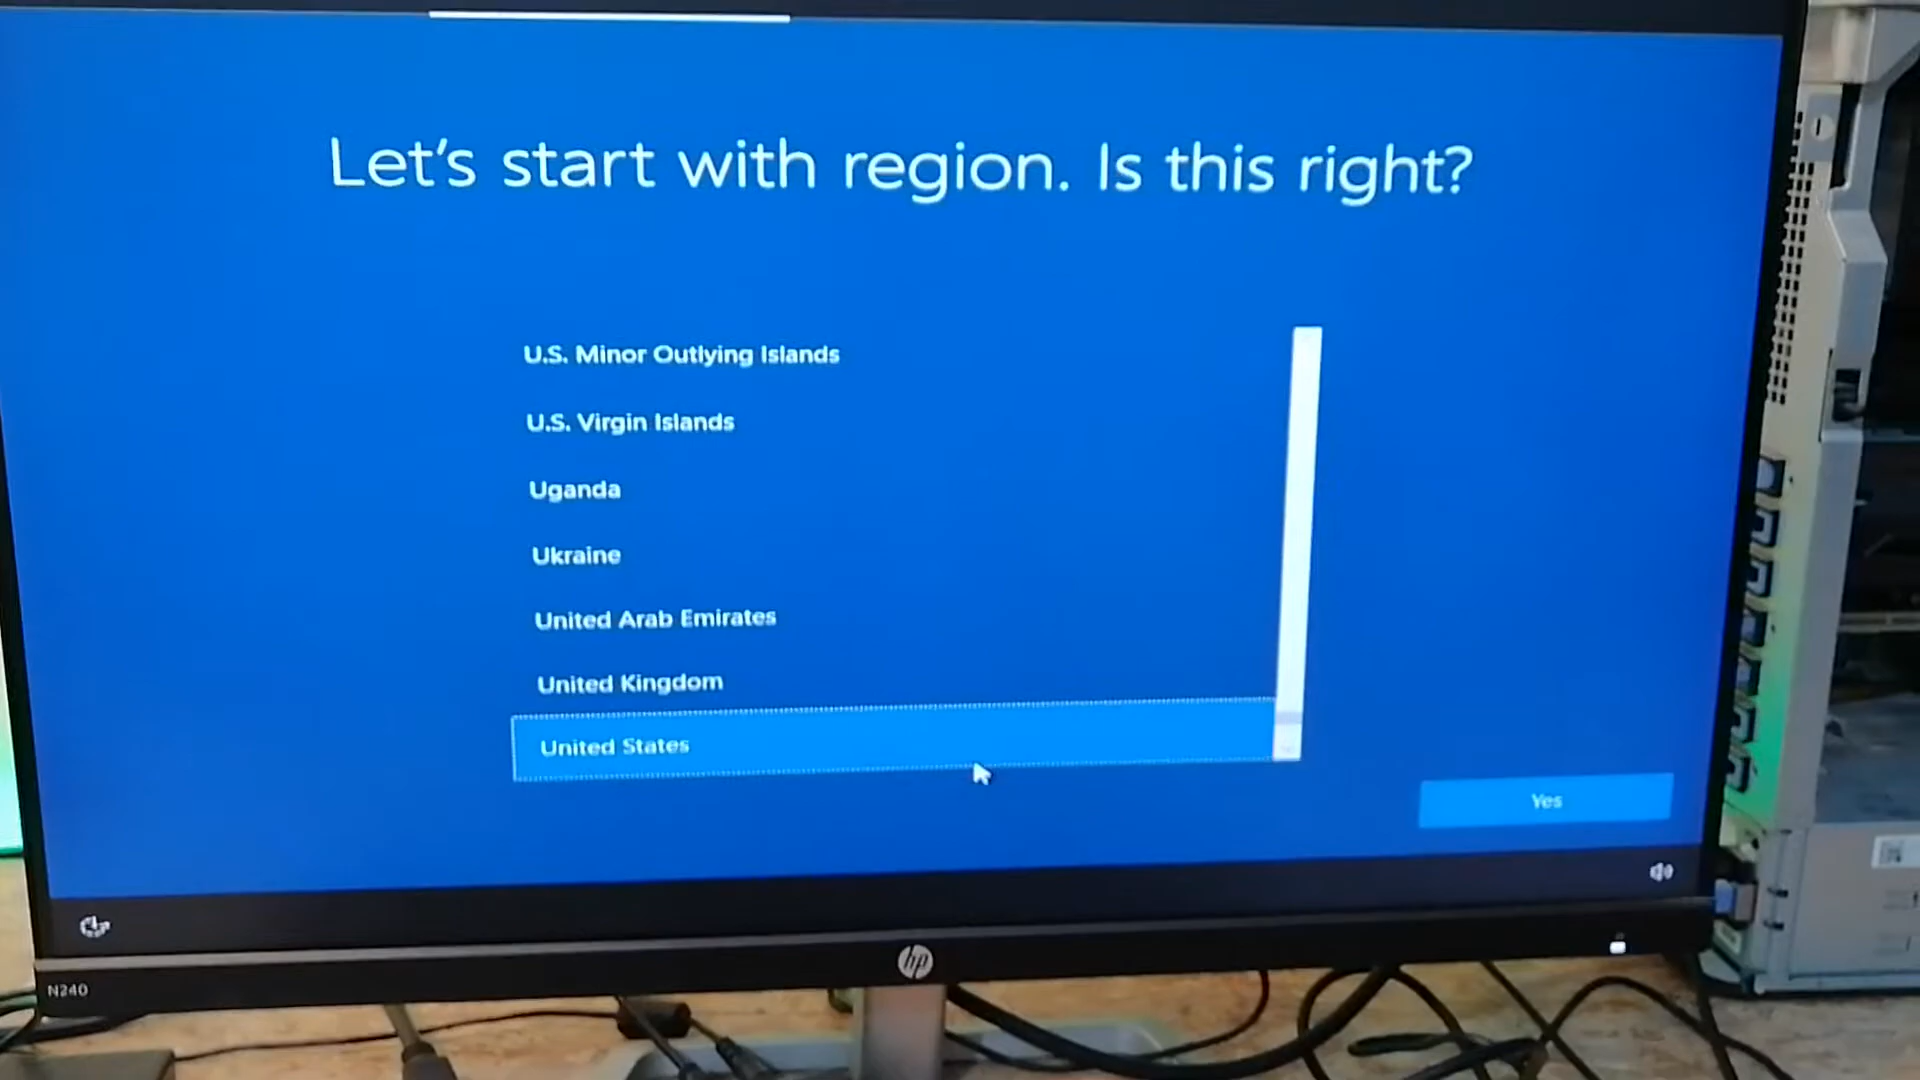 Let's start with region. Is this right?
U.S. Minor Outlying Islands
U.S. Virgin Islands
Uganda
Ukraine
United Arab Emirates
United Kingdom
United States
Yes
hp
N240